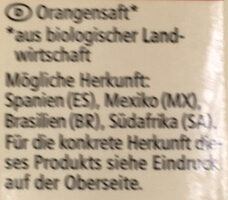 D Orangensaft*
*aus biologischer Land-
wirtschaft
Mögliche Herkunft:
Spanien (ES), Mexiko (MX),
Brasilien (BR), Südafrika (SA).
Für die konkrete Herkunft die-
ses Produkts siehe Eindruck
auf der Oberseite.